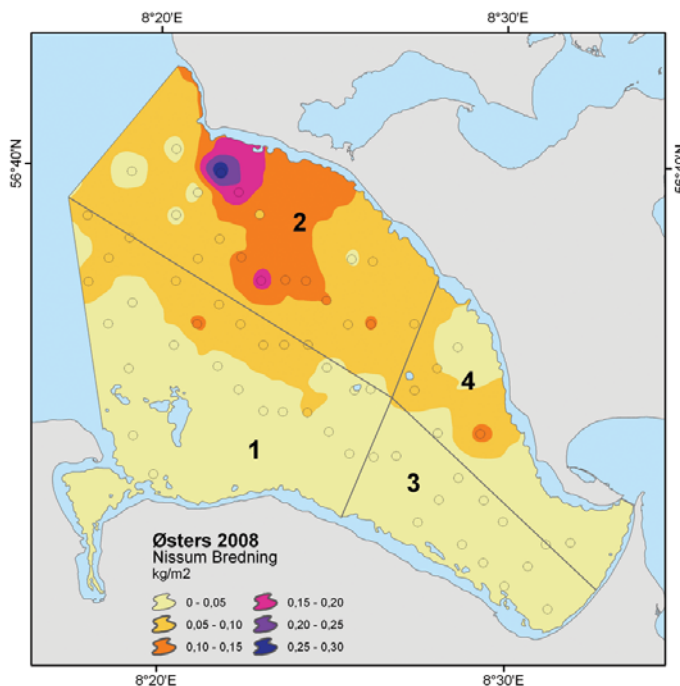 8°20'E 8°30'E
56°40'N 56°40'N
2
4
1
3
Østers 2008
Nissum Bredning
kg/m2
0 - 0,05 0,15 - 0,20
0,05 - 0,10 0,20 - 0,25
0,10 - 0,15 0,25 - 0,30
8°20'E 8°30'E